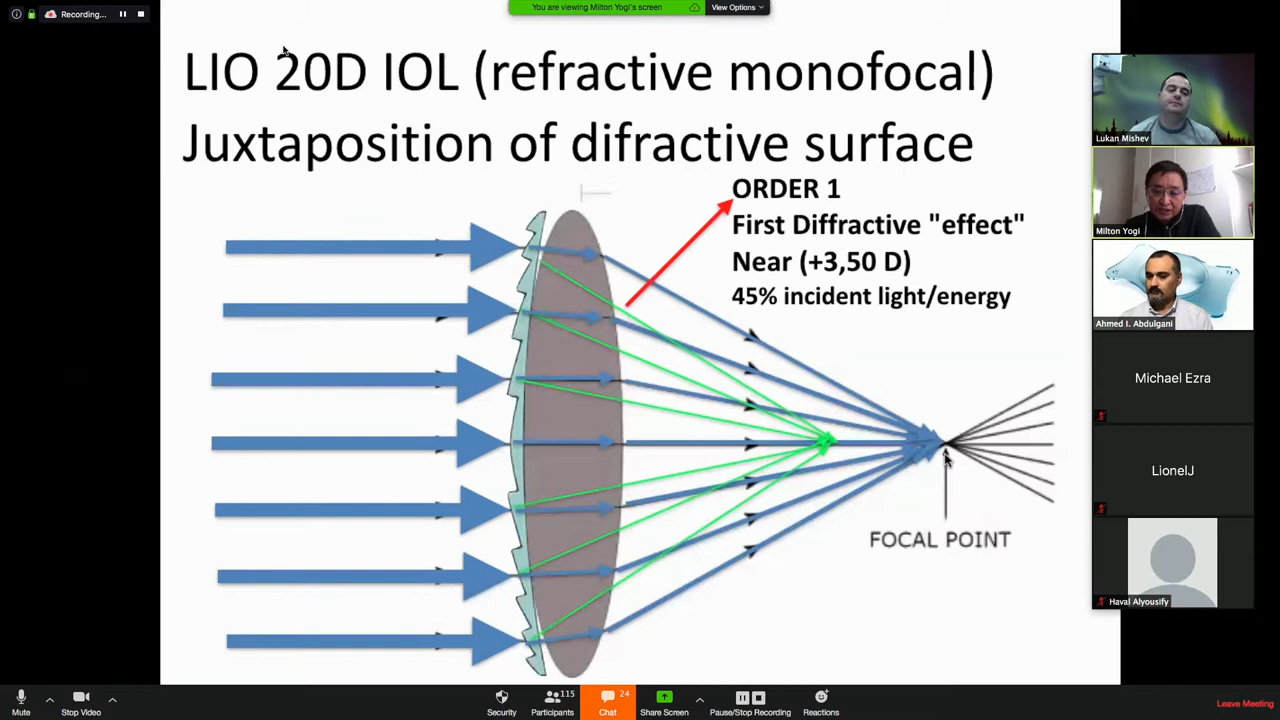 Recording...
You are viewing Milton Yogi's screen
View Options
LIO 20D IOL (refractive monofocal)
Juxtaposition of difractive surface
ORDER 1
First Diffractive "effect"
Near (+3,50 D)
45% incident light/energy
FOCAL POINT
Lukan Mishev
Milton Yogi
Ahmed I. Abdulgani
Michael Ezra
LionelJ
Haval Alyousify
Mute
Stop Video
Security
Participants
115
Chat
24
Share Screen
Pause/Stop Recording
Reactions
Leave Meeting